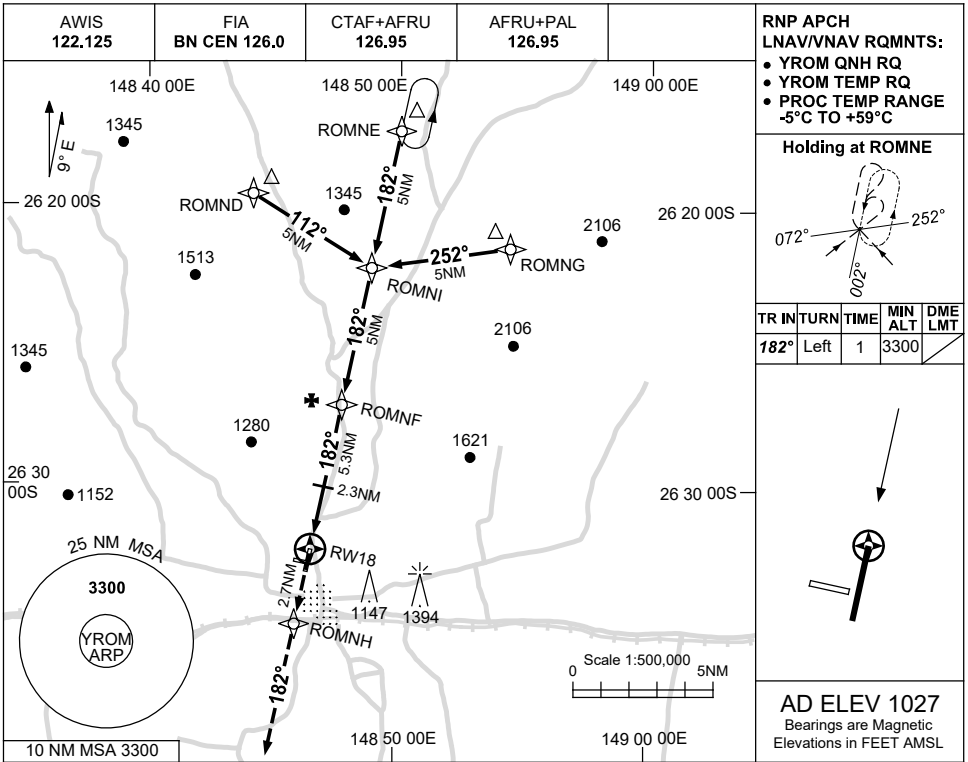 AWIS
122.125
FIA
BN CEN 126.0
CTAF+AFRU
126.95
AFRU+PAL
126.95
RNP APCH
LNAV/VNAV RQMNTS:
• YROM QNH RQ
• YROM TEMP RQ
• PROC TEMP RANGE
-5°C TO +59°C
148 40 00E
148 50 00E
149 00 00E
9° E
1345
ROMNE
Holding at ROMNE
072°
252°
002°
182°
5NM
26 20 00S
ROMND
1345
26 20 00S
112°
5NM
2106
252°
5NM
ROMNG
1513
ROMNI
TR IN
TURN
TIME
MIN
ALT
DME
LMT
182°
Left
1
3300
182°
5NM
2106
1345
ROMNF
1280
182°
5.3NM
1621
26 30
00S
1152
2.3NM
26 30 00S
25 NM MSA
3300
YROM
ARP
RW18
2.7NM
1147
1394
ROMNH
182°
Scale 1:500,000
0
5NM
10 NM MSA 3300
148 50 00E
149 00 00E
AD ELEV 1027
Bearings are Magnetic
Elevations in FEET AMSL